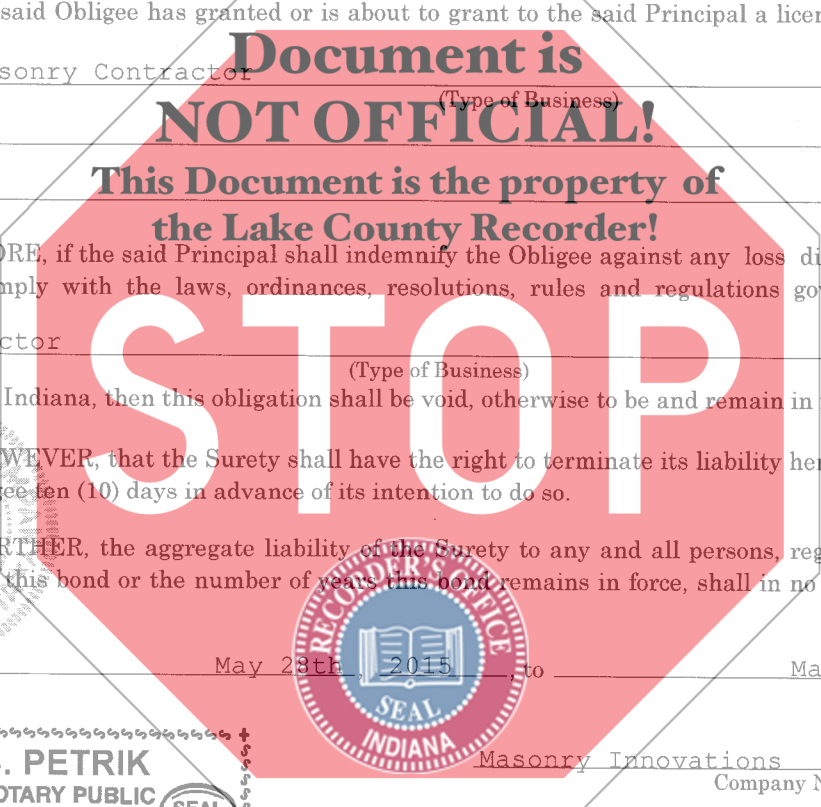 said Obligee has granted or is about to grant to the said Principal a licen
sonry Contractor
Document is
(Type of Business)
NOT OFFICIAL!
This Document is the property of
the Lake County Recorder!
ORE, if the said Principal shall indemnify the Obligee against any loss di
mply with the laws, ordinances, resolutions, rules and regulations gov
STOP
ctor
(Type of Business)
Indiana, then this obligation shall be void, otherwise to be and remain in
WEVER, that the Surety shall have the right to terminate its liability her
gee ten (10) days in advance of its intention to do so.
RTHER, the aggregate liability of the Surety to any and all persons, reg
this bond or the number of years this bond remains in force, shall in no
RECORDER'S OFFICE
SEAL
INDIANA
May 28th, 2015, to Ma
. PETRIK
OTARY PUBLIC
SEAL
Masonry Innovations
Company N